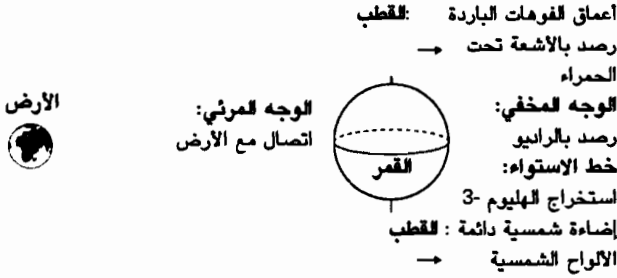 أعماق الفوهات الباردة :القطب
رصد بالأشعة تحت
الحمراء
الوجه المخفي:
رصد بالراديو
خط الاستواء:
استخراج الهليوم -3
إضاءة شمسية دائمة : القطب
الألواح الشمسية
القمر
الوجه المرئي:
اتصال مع الأرض
الأرض